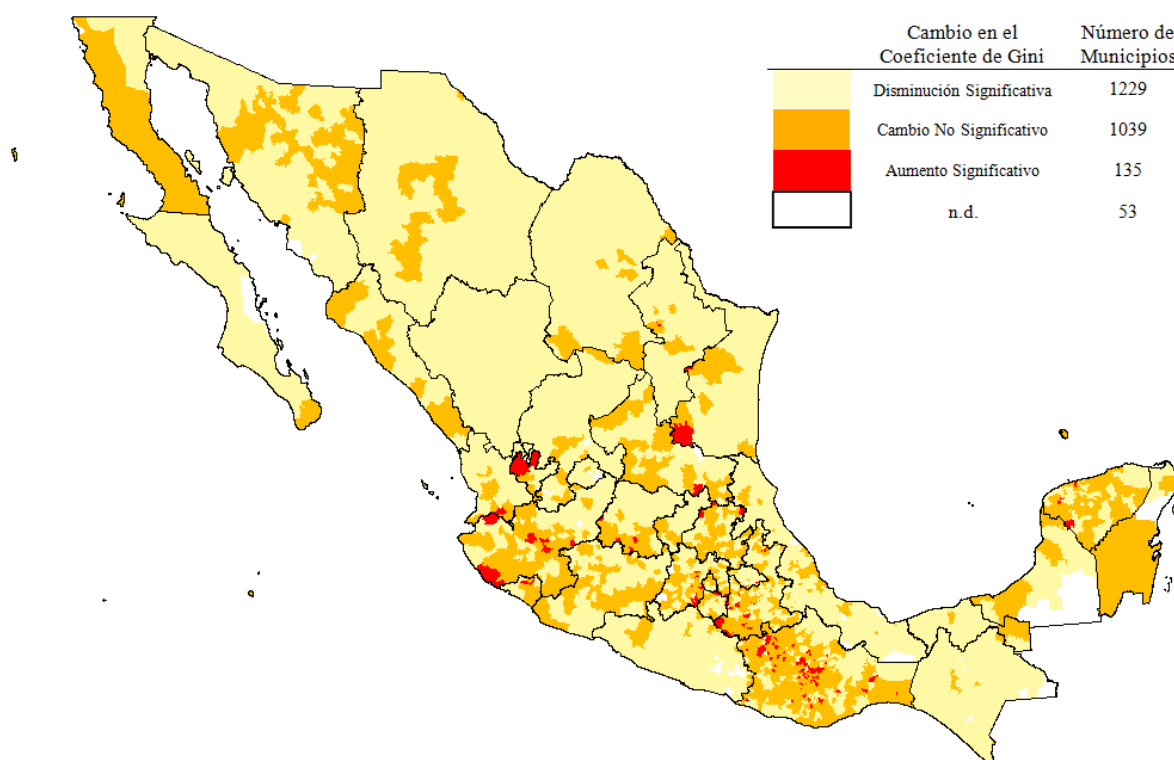 Cambio en el Número de
Coeficiente de Gini Municipios
Disminución Significativa 1229
Cambio No Significativo 1039
Aumento Significativo 135
n.d. 53